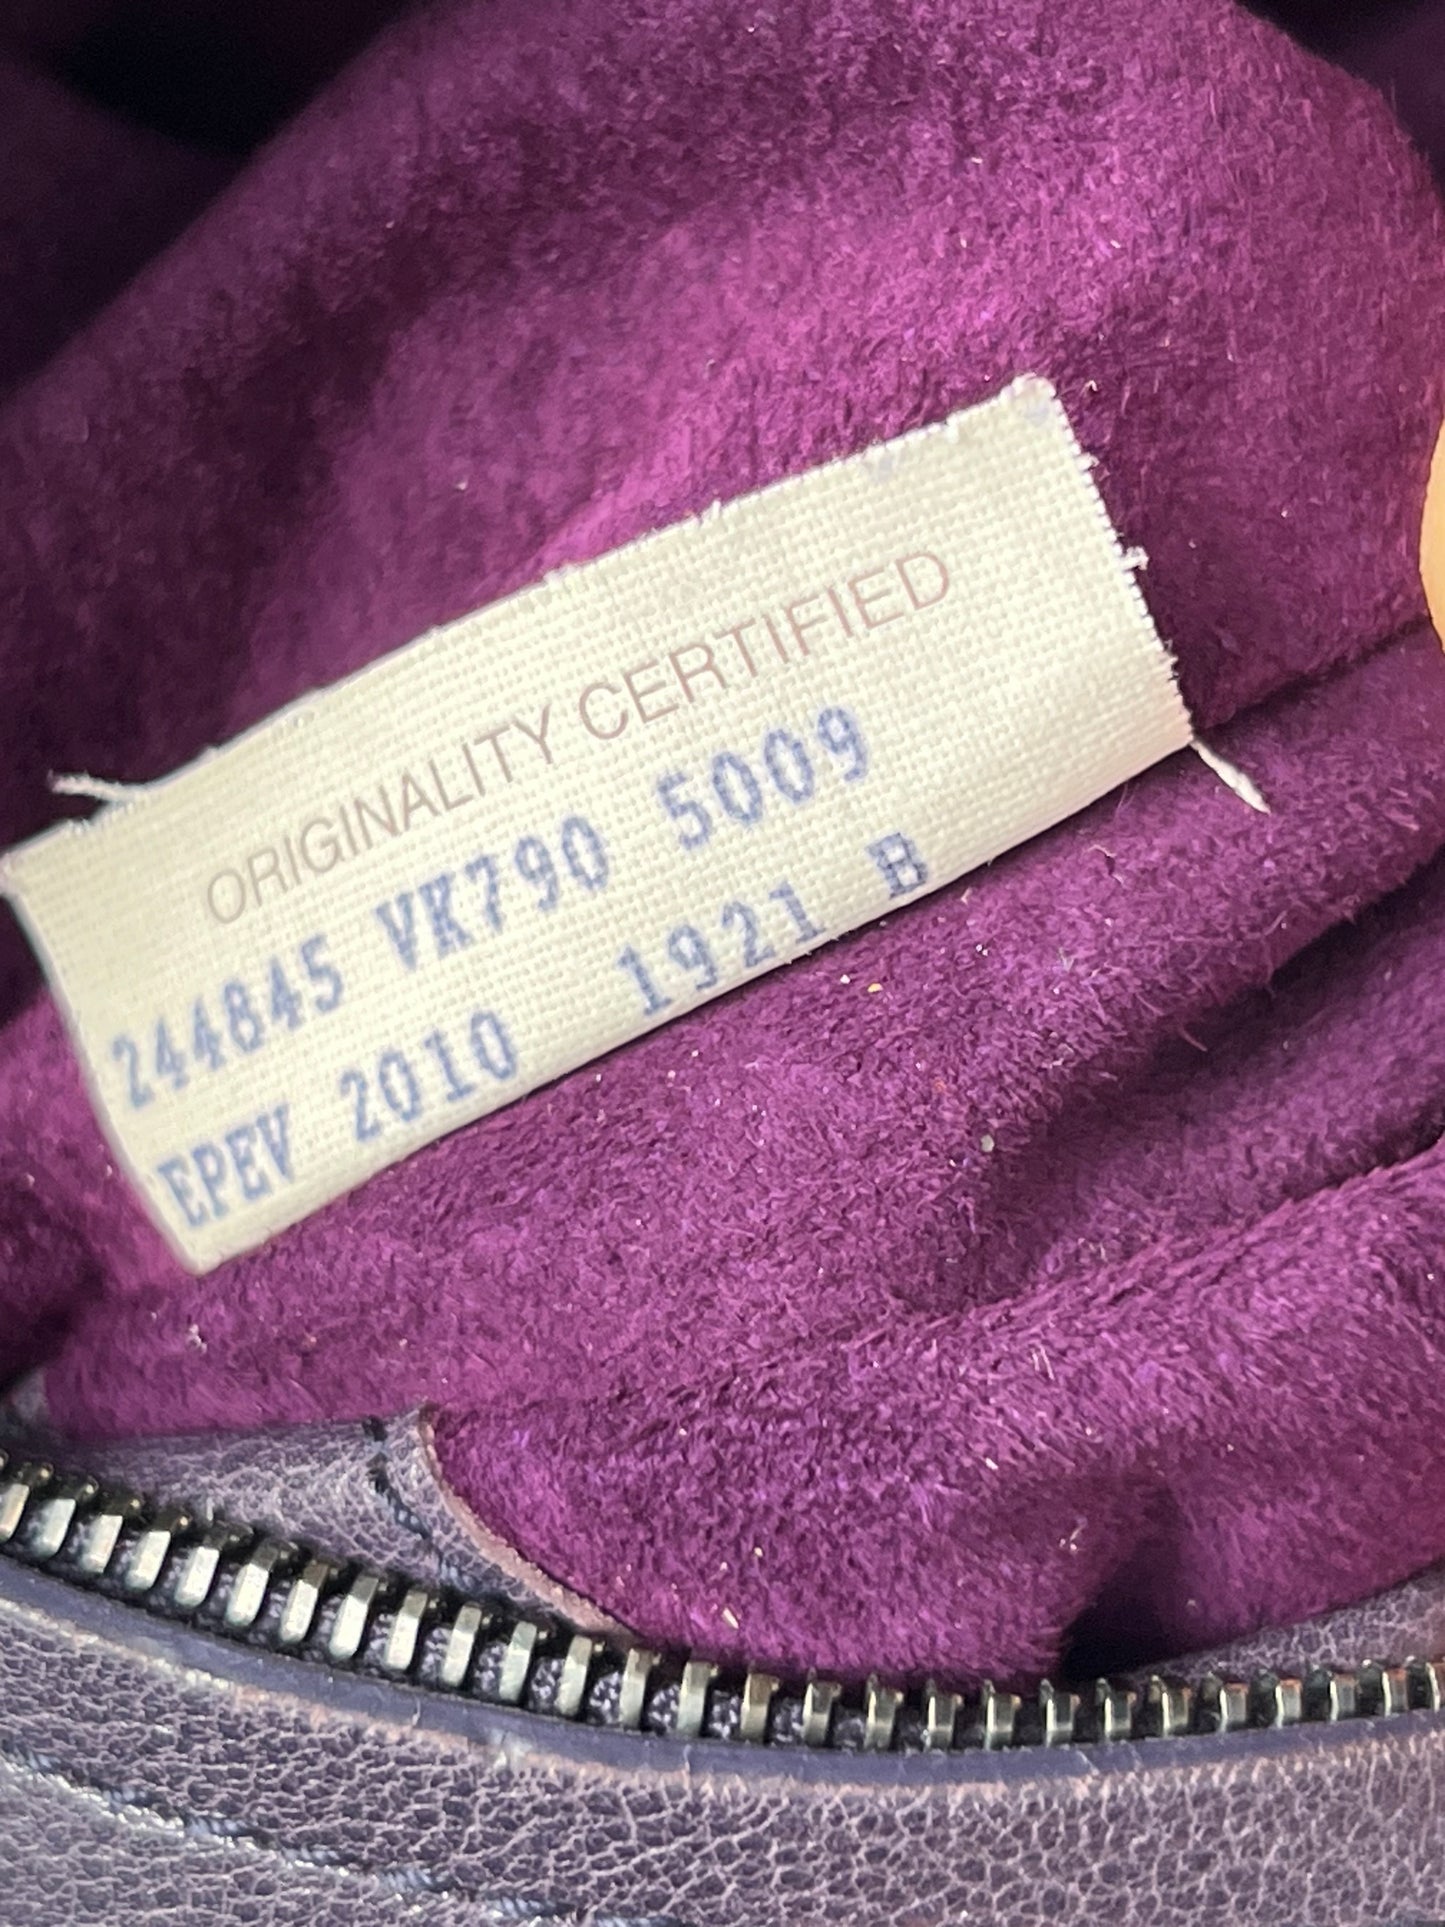 ORIGINALITY CERTIFIED
244845 VK790 5009
EPEV 2010 1921 B